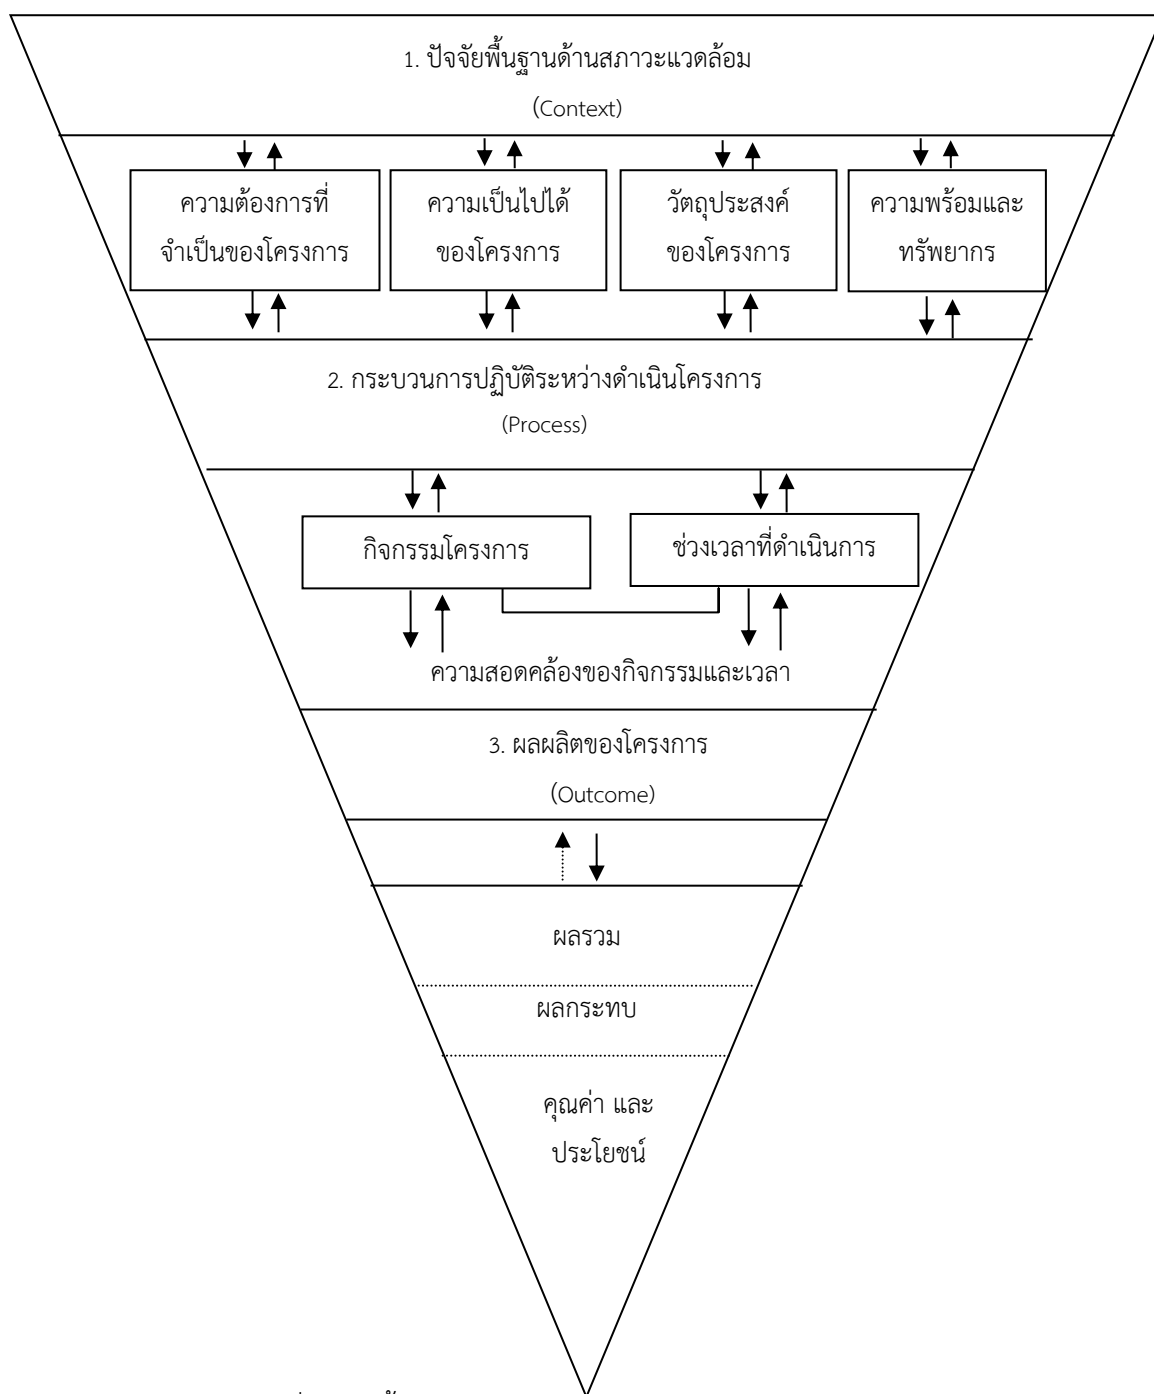 1. ปัจจัยพื้นฐานด้านสภาวะแวดล้อม
(Context)
ความต้องการที่
จำเป็นของโครงการ
ความเป็นไปได้
ของโครงการ
วัตถุประสงค์
ของโครงการ
ความพร้อมและ
ทรัพยากร
2. กระบวนการปฏิบัติระหว่างดำเนินโครงการ
(Process)
กิจกรรมโครงการ
ช่วงเวลาที่ดำเนินการ
ความสอดคล้องของกิจกรรมและเวลา
3. ผลผลิตของโครงการ
(Outcome)
ผลรวม
ผลกระทบ
คุณค่า และ
ประโยชน์